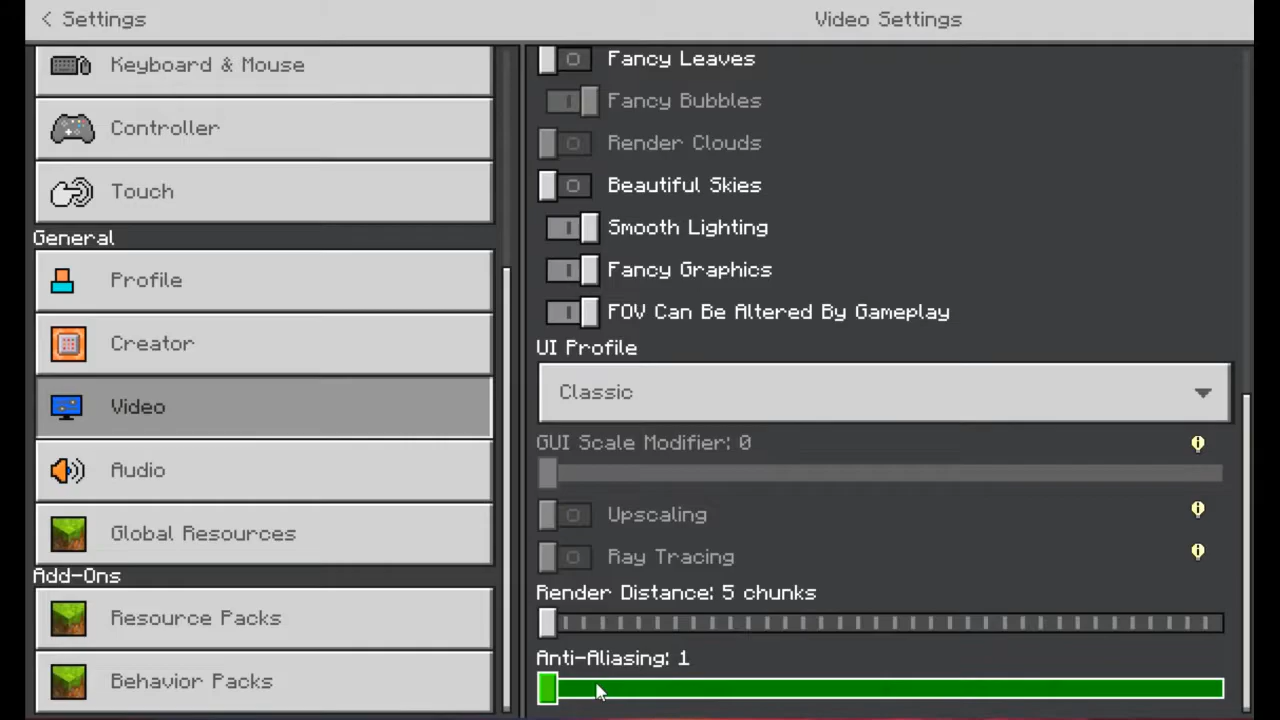 Settings
Video Settings
Keyboard & Mouse
Controller
Touch
General
Profile
Creator
Video
Audio
Global Resources
Add-Ons
Resource Packs
Behavior Packs
Fancy Leaves
Fancy Bubbles
Render Clouds
Beautiful Skies
Smooth Lighting
Fancy Graphics
FOV Can Be Altered By Gameplay
UI Profile
Classic
GUI Scale Modifier: 0
Upscaling
Ray Tracing
Render Distance: 5 chunks
Anti-Aliasing: 1